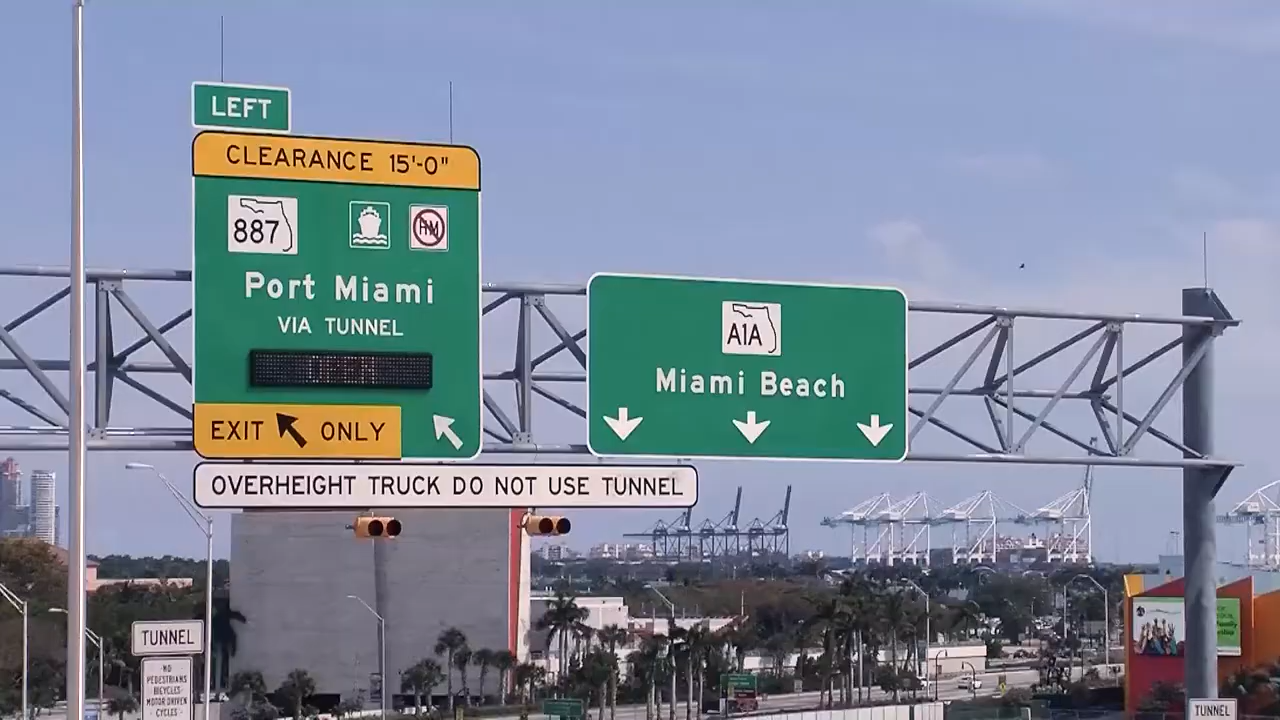 LEFT
CLEARANCE 15'-0"
887
HM
Port Miami
VIA TUNNEL
EXIT ONLY
A1A
Miami Beach
OVERHEIGHT TRUCK DO NOT USE TUNNEL
TUNNEL
NO
PEDESTRIANS
BICYCLES
MOTOR DRIVEN
CYCLES
TUNNEL